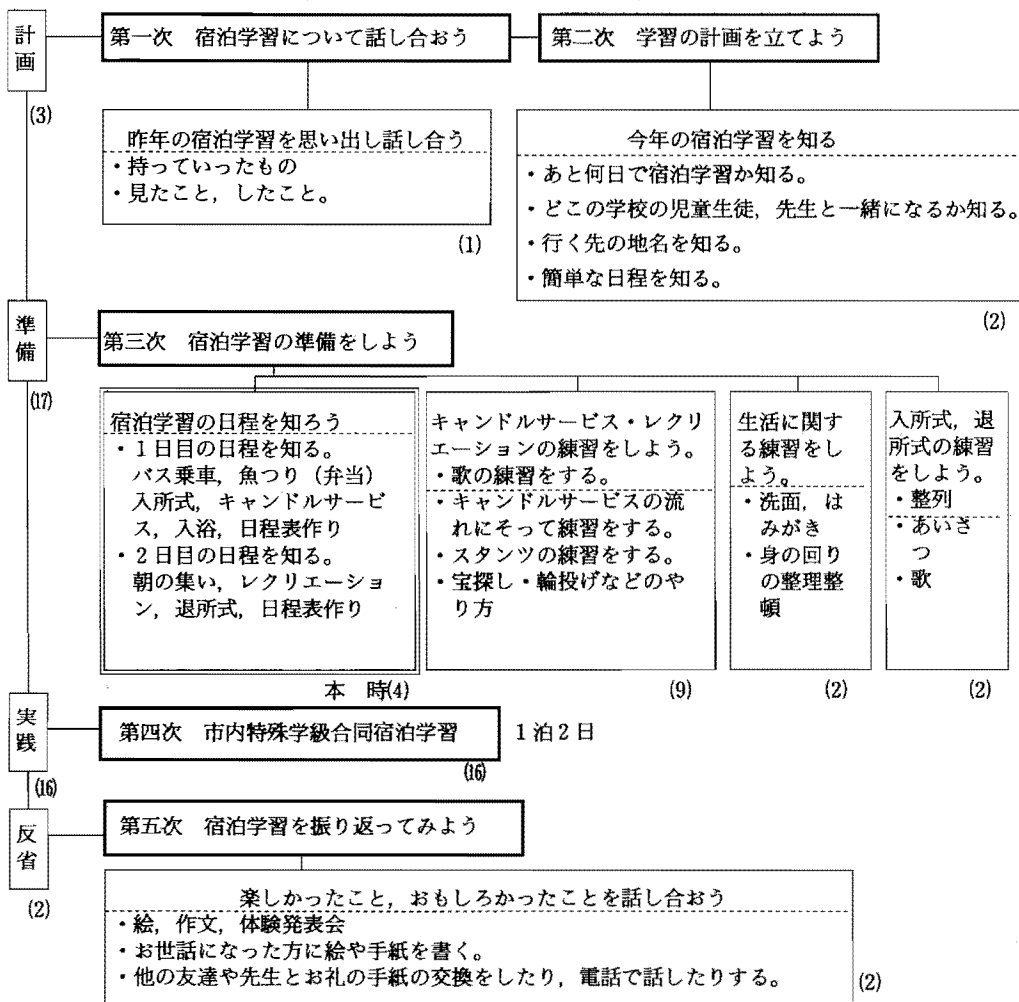 計画
(3)
第一次 宿泊学習について話し合おう
第二次 学習の計画を立てよう
昨年の宿泊学習を思い出し話し合う
・持っていったもの
・見たこと,したこと。
(1)
今年の宿泊学習を知る
・あと何日で宿泊学習か知る。
・どこの学校の児童生徒,先生と一緒になるか知る。
・行く先の地名を知る。
・簡単な日程を知る。
(2)
準備
(17)
第三次 宿泊学習の準備をしよう
宿泊学習の日程を知ろう
・1日目の日程を知る。
バス乗車,魚つり(弁当)
入所式,キャンドルサービ
ス,入浴,日程表作り
・2日目の日程を知る。
朝の集い,レクリエーショ
ン,退所式,日程表作り
本 時(4)
キャンドルサービス・レクリ
エーションの練習をしよう。
・歌の練習をする。
・キャンドルサービスの流
れにそって練習をする。
・スタンツの練習をする。
・宝探し・輪投げなどのや
り方
(9)
生活に関す
る練習をし
よう。
・洗面,は
みがき
・身の回り
の整理整
頓
(2)
入所式,退
所式の練習
をしよう。
・整列
・あいさ
つ
・歌
(2)
実践
(16)
第四次 市内特殊学級合同宿泊学習
1泊2日
(16)
反省
(2)
第五次 宿泊学習を振り返ってみよう
楽しかったこと,おもしろかったことを話し合おう
・絵,作文,体験発表会
・お世話になった方に絵や手紙を書く。
・他の友達や先生とお礼の手紙の交換をしたり,電話で話したりする。
(2)